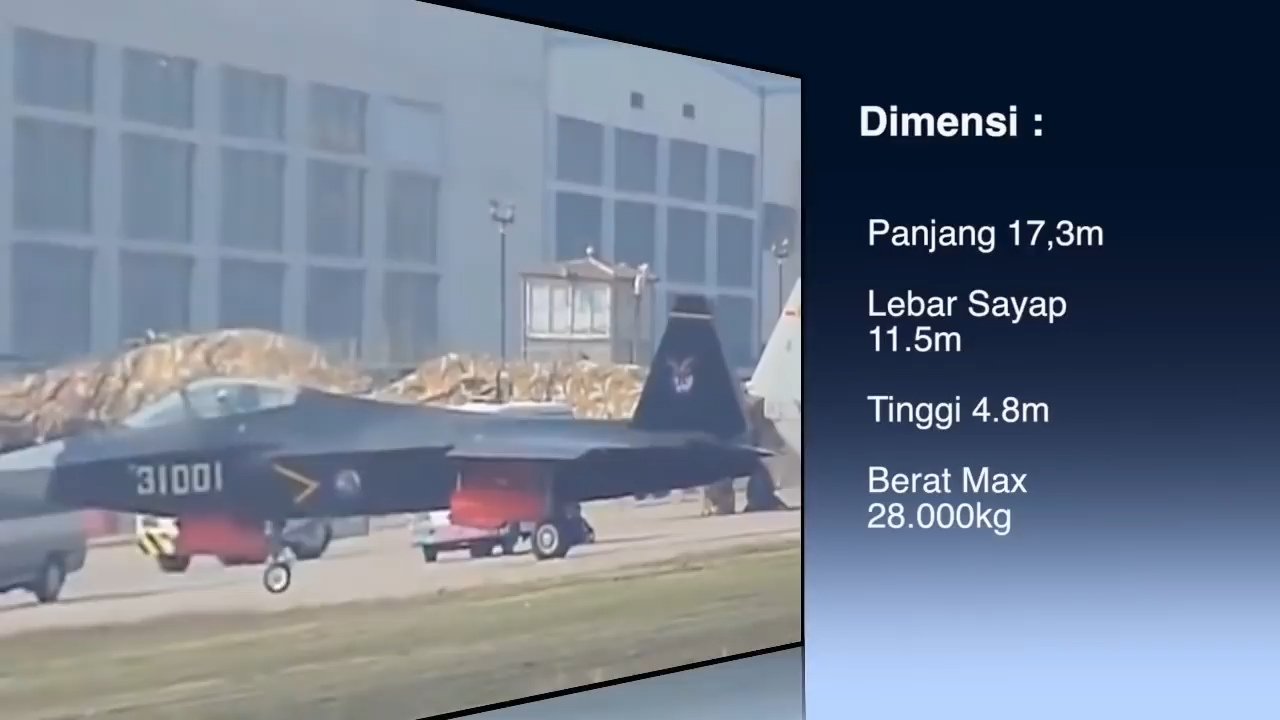 Dimensi :
Panjang 17,3m
Lebar Sayap
11.5m
Tinggi 4.8m
Berat Max
28.000kg
31001